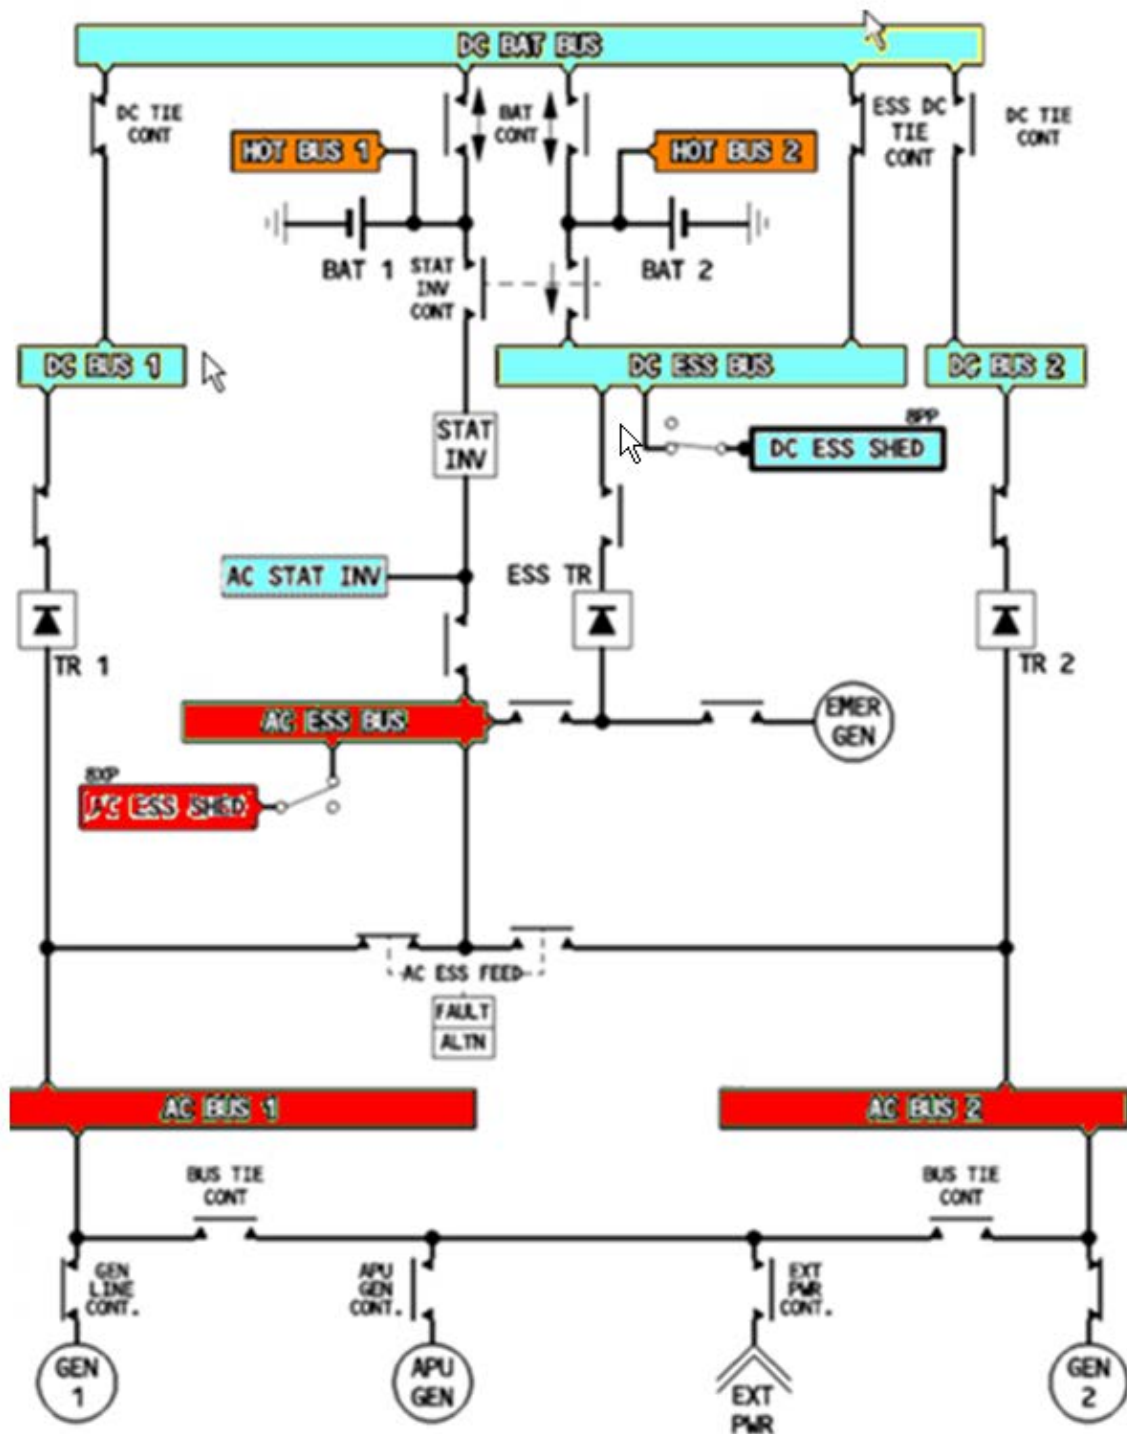 DC BAT BUS
DC TIE
CONT
BAT
CONT
ESS DC
TIE
CONT
DC TIE
CONT
HOT BUS 1
HOT BUS 2
BAT 1
STAT
INV
CONT
BAT 2
DC BUS 1
DC ESS BUS
DC BUS 2
8PP
DC ESS SHED
STAT
INV
AC STAT INV
ESS TR
TR 1
TR 2
AC ESS BUS
EMER
GEN
8XP
AC ESS SHED
AC ESS FEED
FAULT
ALTN
AC BUS 1
AC BUS 2
BUS TIE
CONT
BUS TIE
CONT
GEN
LINE
CONT.
APU
GEN
CONT.
EXT
PWR
CONT.
GEN
1
APU
GEN
EXT
PWR
GEN
2